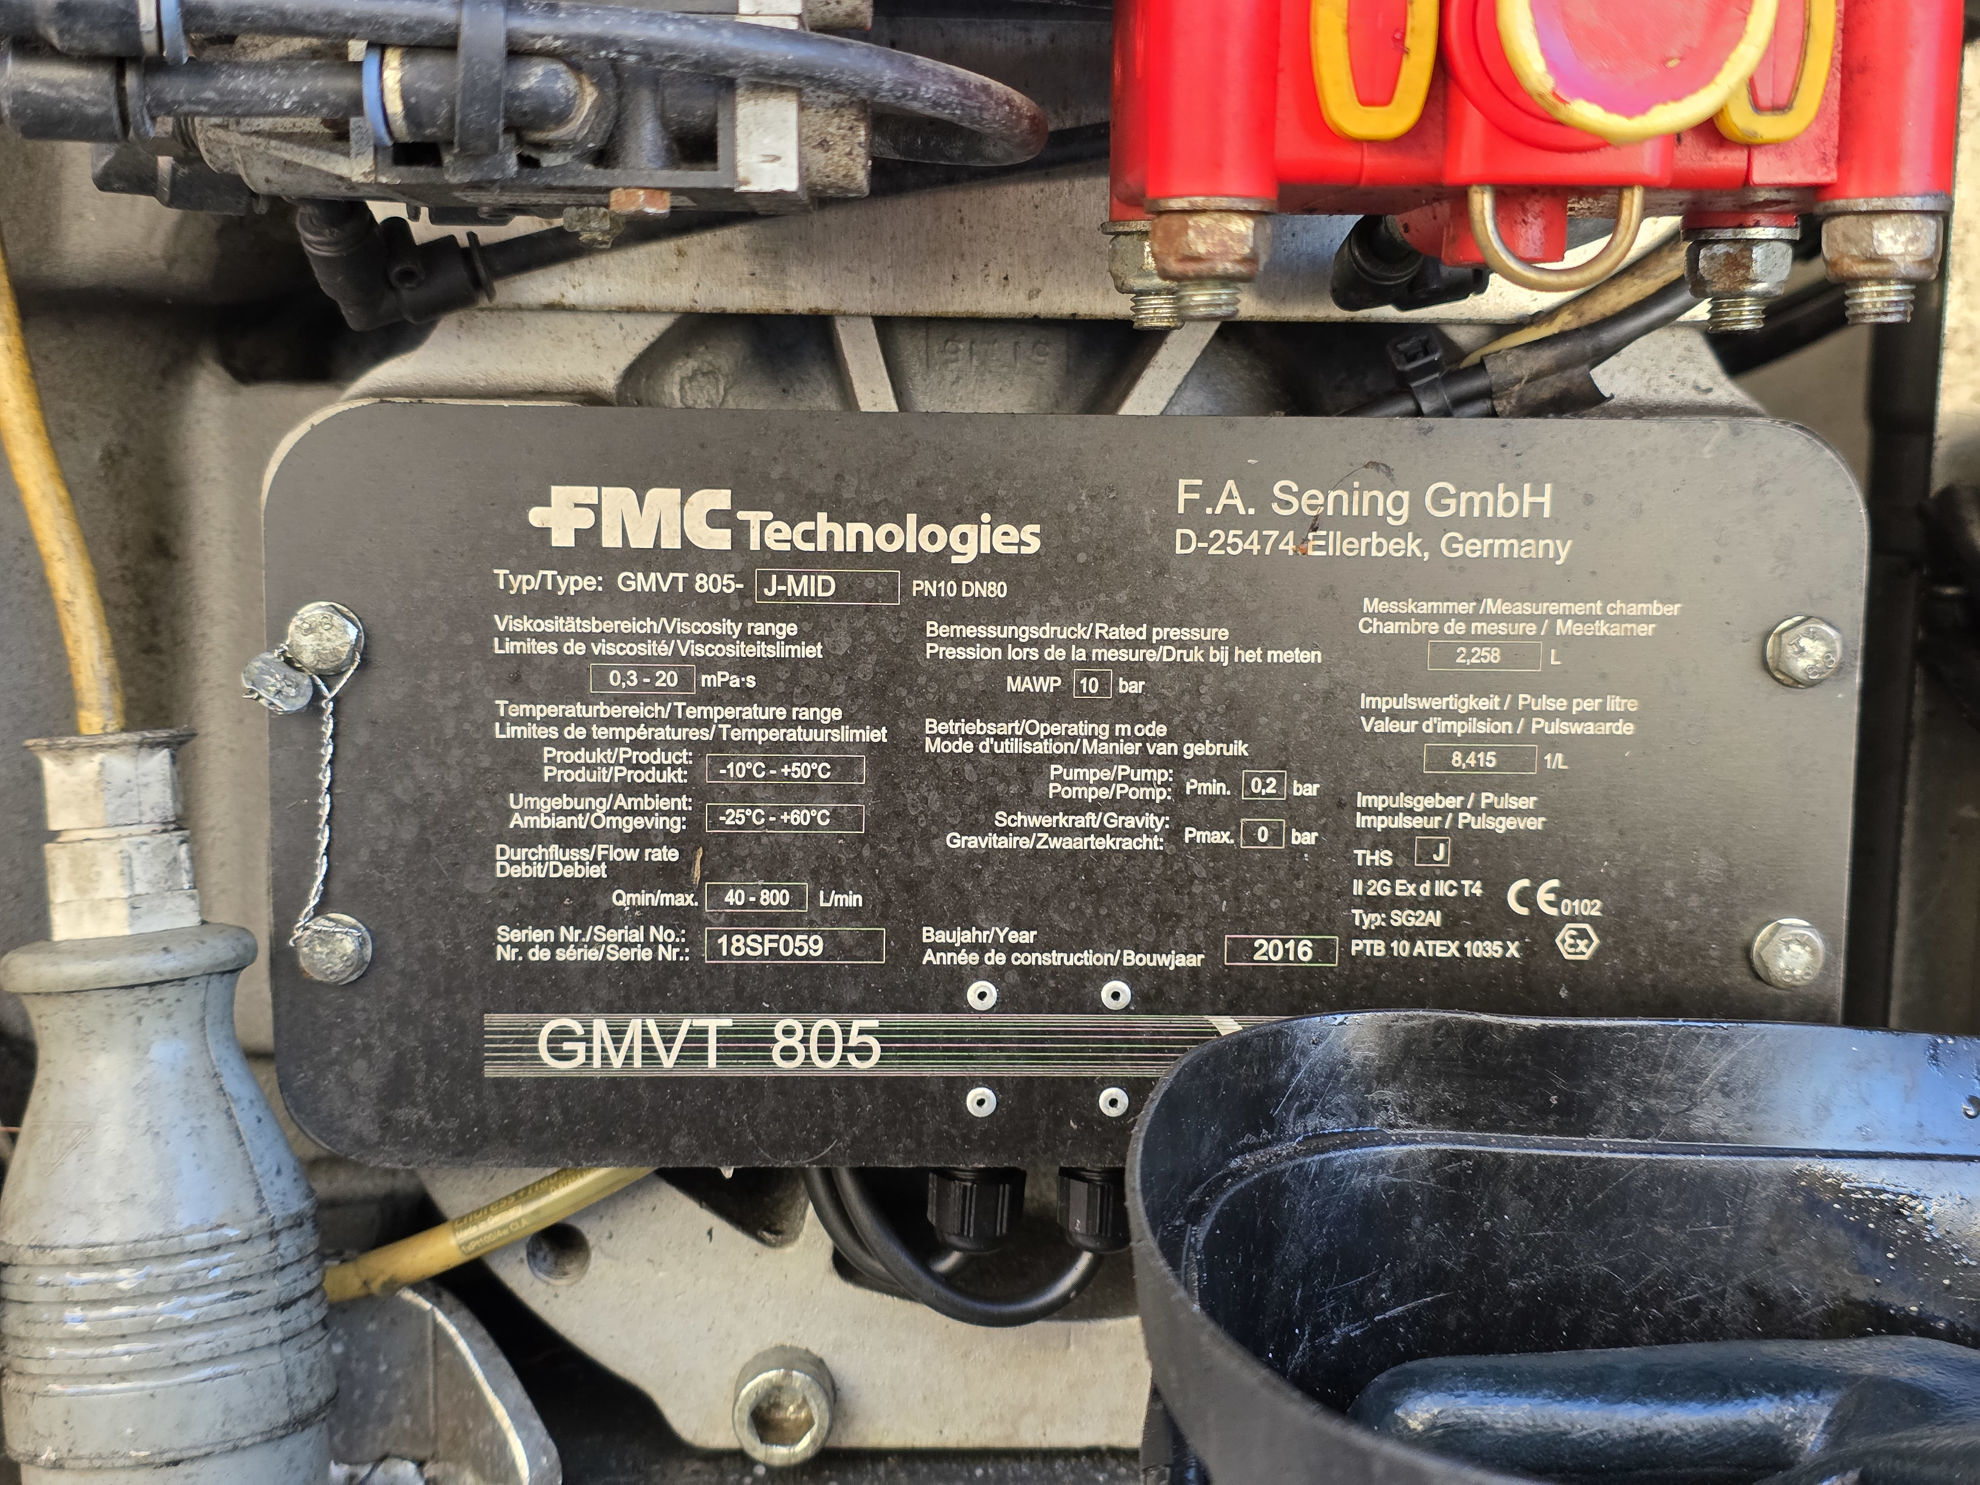 FMC Technologies
F.A. Sening GmbH
D-25474 Ellerbek, Germany
Typ/Type: GMVT 805- J-MID PN10 DN80
Viskositätsbereich/Viscosity range
Limites de viscosité/Viscositeitslimiet
0,3 - 20 mPa·s
Temperaturbereich/Temperature range
Limites de températures/Temperatuurslimiet
Produkt/Product:
Produit/Produkt:
-10°C - +50°C
Umgebung/Ambient:
Ambiant/Omgeving:
-25°C - +60°C
Durchfluss/Flow rate
Debit/Debiet
Qmin/max. 40 - 800 L/min
Serien Nr./Serial No.:
Nr. de série/Serie Nr.:
18SF059
Bemessungsdruck/Rated pressure
Pression lors de la mesure/Druk bij het meten
MAWP 10 bar
Betriebsart/Operating mode
Mode d'utilisation/Manier van gebruik
Pumpe/Pump:
Pompe/Pomp:
Pmin. 0,2 bar
Schwerkraft/Gravity:
Gravitaire/Zwaartekracht:
Pmax. 0 bar
Baujahr/Year
Année de construction/Bouwjaar
2016
Messkammer /Measurement chamber
Chambre de mesure / Meetkamer
2,258 L
Impulswertigkeit / Pulse per litre
Valeur d'impilsion / Pulswaarde
8,415 1/L
Impulsgeber / Pulser
Impulseur / Pulsgever
THS J
II 2G Ex d IIC T4
CE 0102
Typ: SG2AI
PTB 10 ATEX 1035 X
Ex
GMVT 805